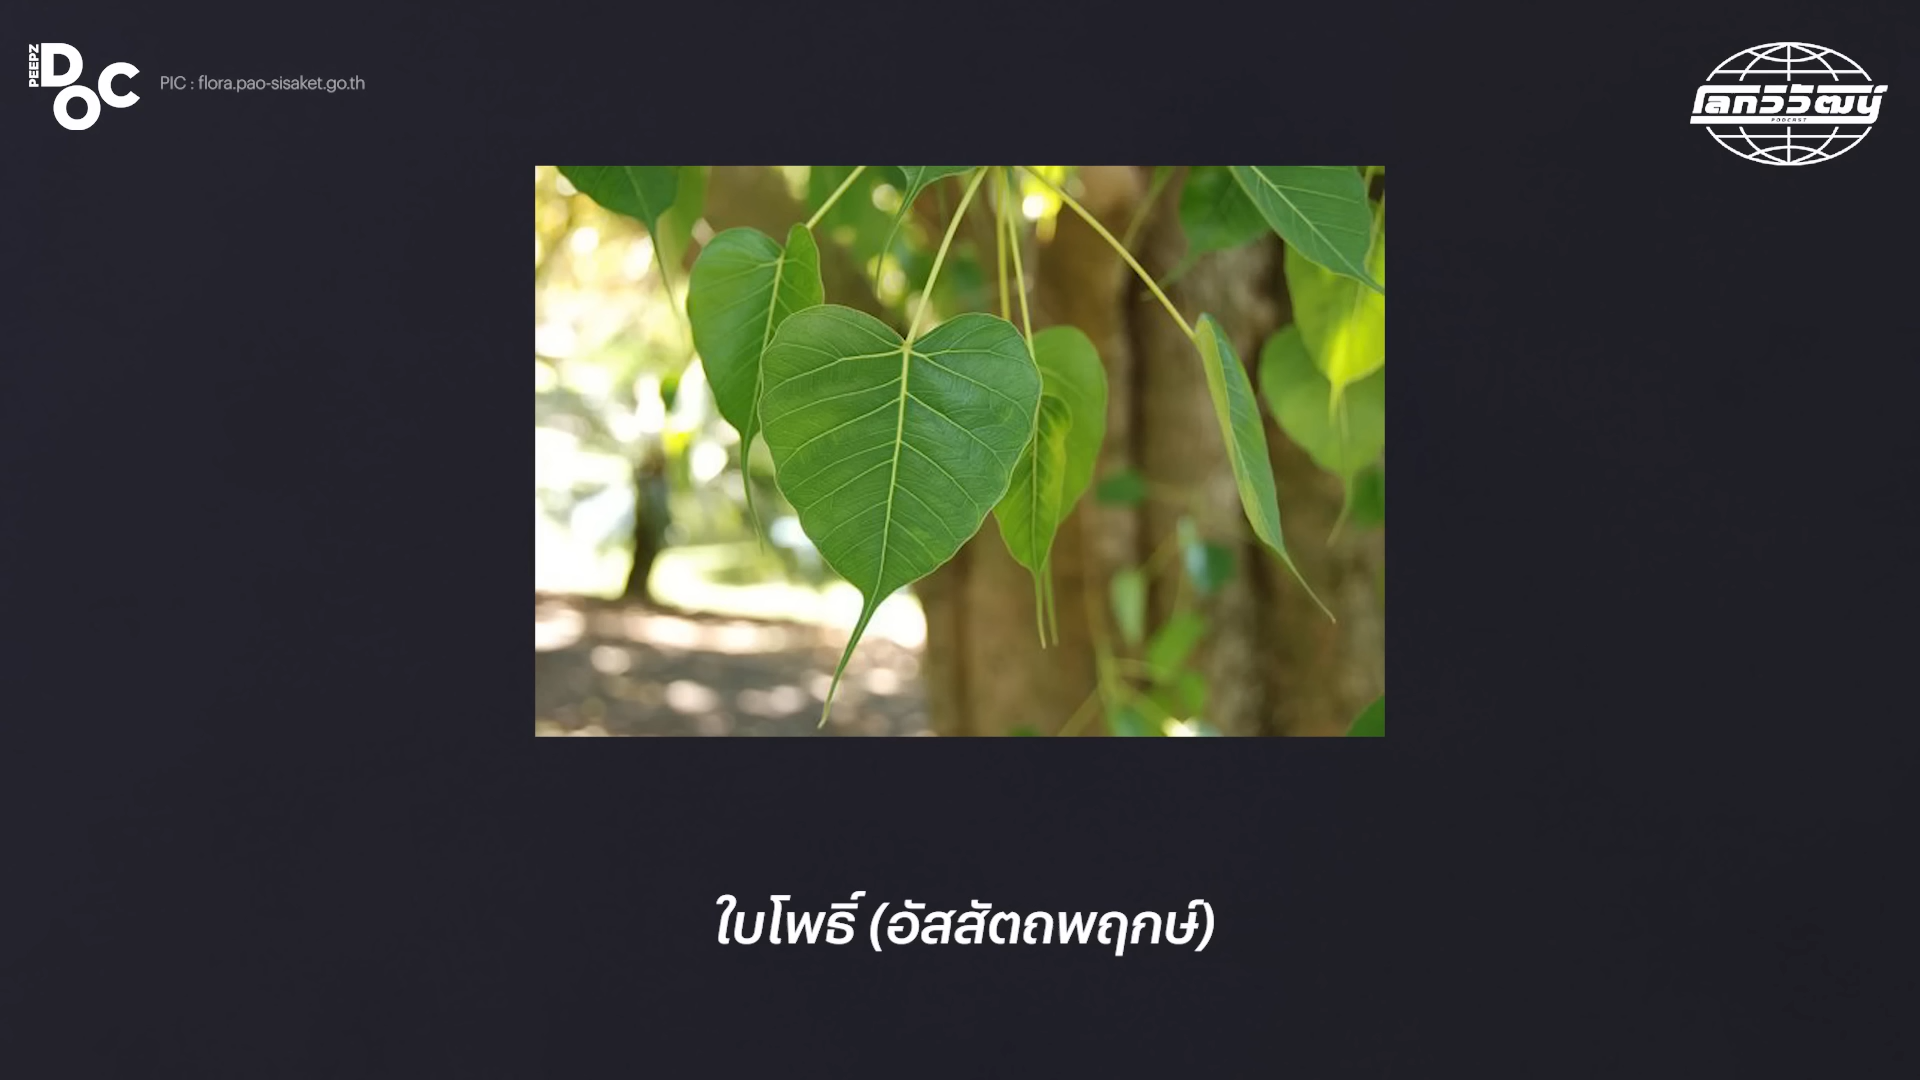 PEEPZ
DOC
PIC : flora.pao-sisaket.go.th
โลกวิวัฒน์
PODCAST
ใบโพธิ์ (อัสสัตถพฤกษ์)